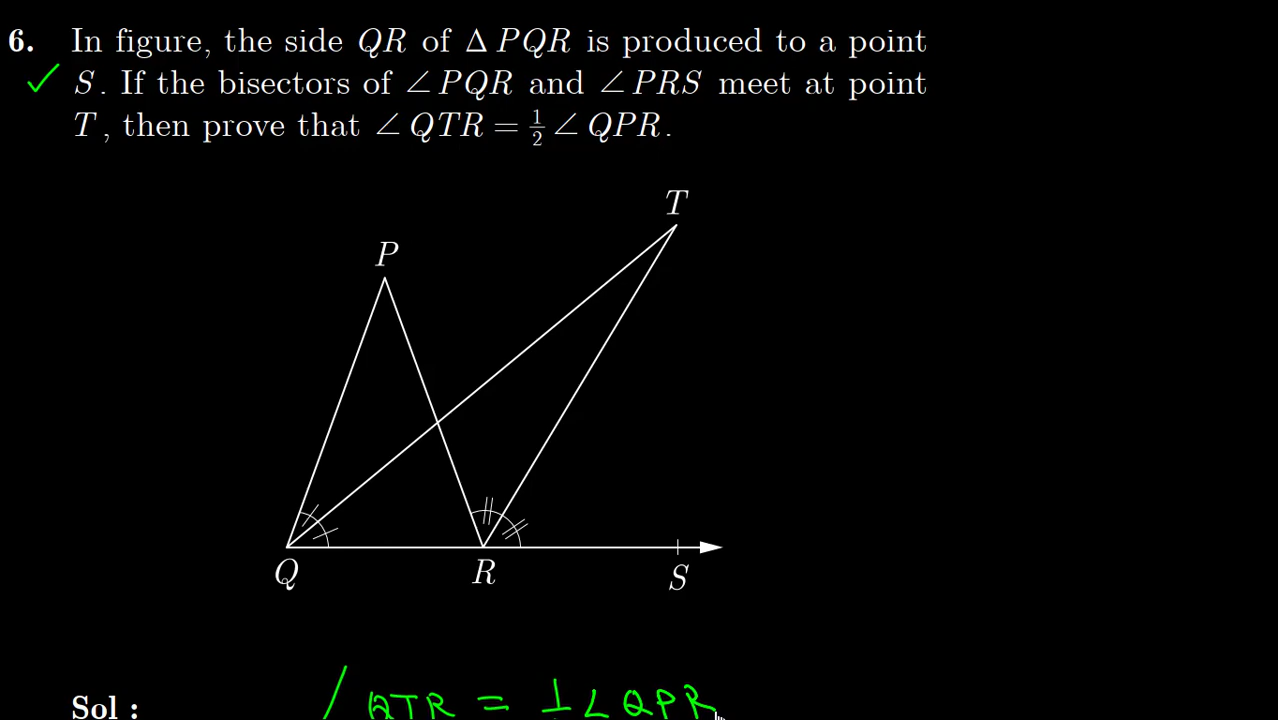 6. In figure, the side QR of Δ PQR is produced to a point
S. If the bisectors of ∠PQR and ∠PRS meet at point
T, then prove that ∠QTR = 1/2 ∠QPR.
T
P
Q
R
S
Sol :
∠QTR = 1/2 ∠QPR